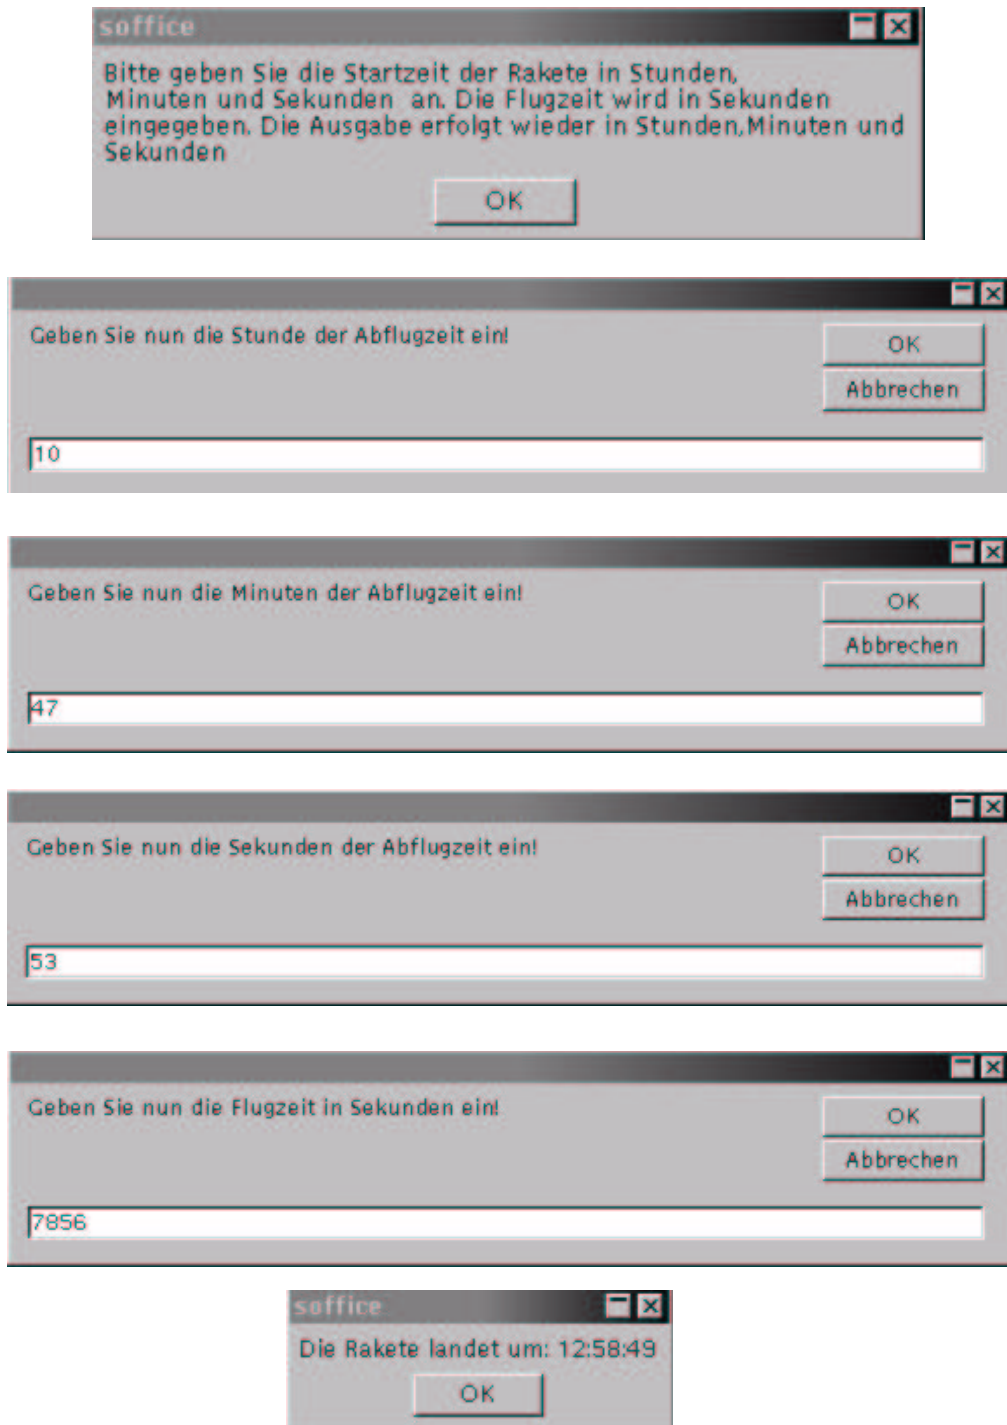 soffice
Bitte geben Sie die Startzeit der Rakete in Stunden,
Minuten und Sekunden an. Die Flugzeit wird in Sekunden
eingegeben. Die Ausgabe erfolgt wieder in Stunden,Minuten und
Sekunden
OK
Geben Sie nun die Stunde der Abflugzeit ein!
OK
Abbrechen
10
Geben Sie nun die Minuten der Abflugzeit ein!
OK
Abbrechen
47
Geben Sie nun die Sekunden der Abflugzeit ein!
OK
Abbrechen
53
Geben Sie nun die Flugzeit in Sekunden ein!
OK
Abbrechen
7856
soffice
Die Rakete landet um: 12:58:49
OK